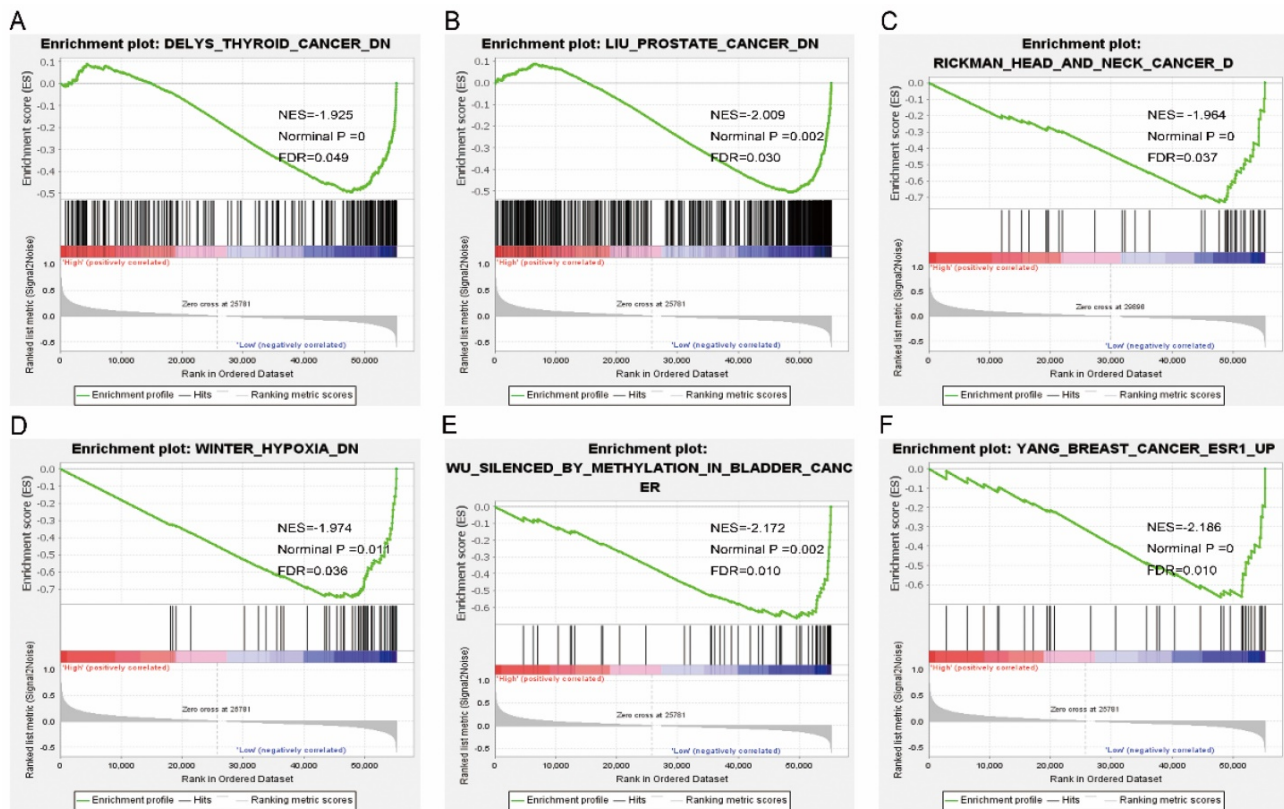 A
Enrichment plot: DELYS_THYROID_CANCER_DN
Enrichment score (ES)
0.1
0.0
-0.1
-0.2
-0.3
-0.4
-0.5
NES=-1.925
Norminal P =0
FDR=0.049
'High' (positively correlated)
Ranked list metric (Signal2Noise)
1.0
0.5
0.0
-0.5
Zero cross at 25781
'Low' (negatively correlated)
0 10,000 20,000 30,000 40,000 50,000
Rank in Ordered Dataset
Enrichment profile Hits Ranking metric scores
B
Enrichment plot: LIU_PROSTATE_CANCER_DN
Enrichment score (ES)
0.1
0.0
-0.1
-0.2
-0.3
-0.4
-0.5
NES=-2.009
Norminal P =0.002
FDR=0.030
'High' (positively correlated)
Ranked list metric (Signal2Noise)
1.0
0.5
0.0
-0.5
Zero cross at 25781
'Low' (negatively correlated)
0 10,000 20,000 30,000 40,000 50,000
Rank in Ordered Dataset
Enrichment profile Hits Ranking metric scores
C
Enrichment plot:
RICKMAN_HEAD_AND_NECK_CANCER_D
Enrichment score (ES)
0.0
-0.1
-0.2
-0.3
-0.4
-0.5
-0.6
-0.7
NES=-1.964
Norminal P =0
FDR=0.037
'High' (positively correlated)
Ranked list metric (Signal2Noise)
1.0
0.5
0.0
-0.5
Zero cross at
'Low' (negatively correlated)
0 10,000 20,000 30,000 40,000 50,000
Rank in Ordered Dataset
Enrichment profile Hits Ranking metric scores
D
Enrichment plot: WINTER_HYPOXIA_DN
Enrichment score (ES)
0.0
-0.1
-0.2
-0.3
-0.4
-0.5
-0.6
-0.7
NES=-1.974
Norminal P =0.011
FDR=0.036
'High' (positively correlated)
Ranked list metric (Signal2Noise)
1.0
0.5
0.0
-0.5
Zero cross at 25781
'Low' (negatively correlated)
0 10,000 20,000 30,000 40,000 50,000
Rank in Ordered Dataset
Enrichment profile Hits Ranking metric scores
E
Enrichment plot:
WU_SILENCED_BY_METHYLATION_IN_BLADDER_CANC
ER
Enrichment score (ES)
0.0
-0.1
-0.2
-0.3
-0.4
-0.5
-0.6
NES=-2.172
Norminal P =0.002
FDR=0.010
'High' (positively correlated)
Ranked list metric (Signal2Noise)
1.0
0.5
0.0
-0.5
Zero cross at 25781
'Low' (negatively correlated)
0 10,000 20,000 30,000 40,000 50,000
Rank in Ordered Dataset
Enrichment profile Hits Ranking metric scores
F
Enrichment plot: YANG_BREAST_CANCER_ESR1_UP
Enrichment score (ES)
0.0
-0.1
-0.2
-0.3
-0.4
-0.5
-0.6
NES=-2.186
Norminal P =0
FDR=0.010
'High' (positively correlated)
Ranked list metric (Signal2Noise)
1.0
0.5
0.0
-0.5
Zero cross at 25781
'Low' (negatively correlated)
0 10,000 20,000 30,000 40,000 50,000
Rank in Ordered Dataset
Enrichment profile Hits Ranking metric scores